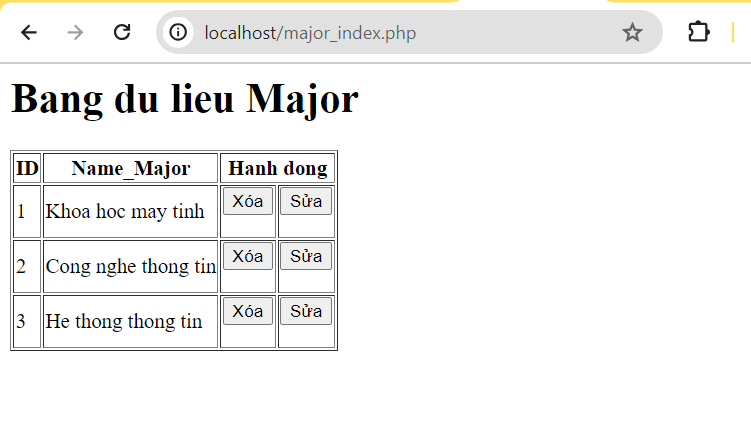 localhost/major_index.php
Bang du lieu Major
ID Name_Major Hanh dong
1 Khoa hoc may tinh Xóa Sửa
2 Cong nghe thong tin Xóa Sửa
3 He thong thong tin Xóa Sửa